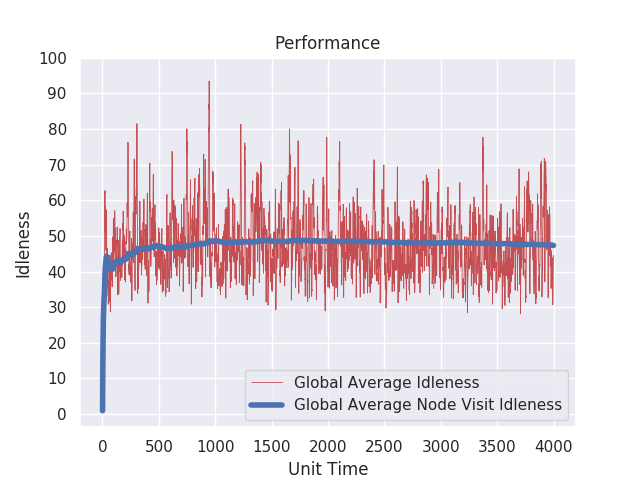 Performance
100
90
80
70
60
50
40
30
20
10
0
Idleness
Global Average Idleness
Global Average Node Visit Idleness
0 500 1000 1500 2000 2500 3000 3500 4000
Unit Time